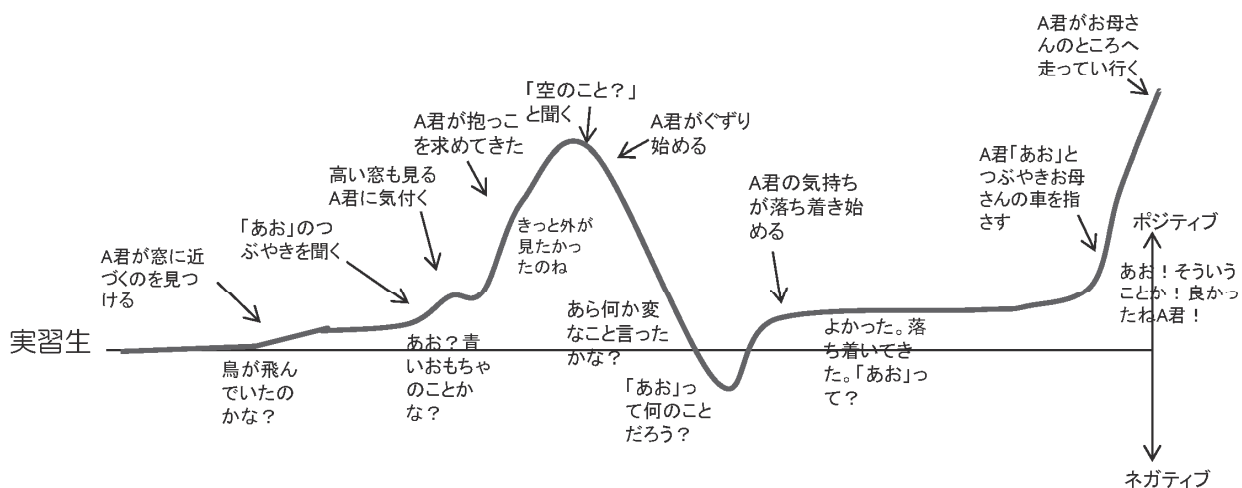 A君がお母
さんのところへ
走ってい行く
「空のこと？」
と聞く
A君が抱っこ
を求めてきた
A君がぐずり
始める
高い窓も見る
A君に気付く
A君「あお」と
つぶやきお母
さんの車を指
さす
A君の気持ち
が落ち着き始
める
「あお」のつ
ぶやきを聞く
きっと外が
見たかっ
たのね
ポジティブ
A君が窓に近
づくのを見つ
ける
あお！そういう
ことか！良かっ
たねA君！
あら何か変
なこと言った
かな？
実習生
よかった。落
ち着いてき
た。「あお」っ
て？
あお？青
いおもちゃ
のことか
な？
鳥が飛ん
でいたの
かな？
「あお」っ
て何のこと
だろう？
ネガティブ